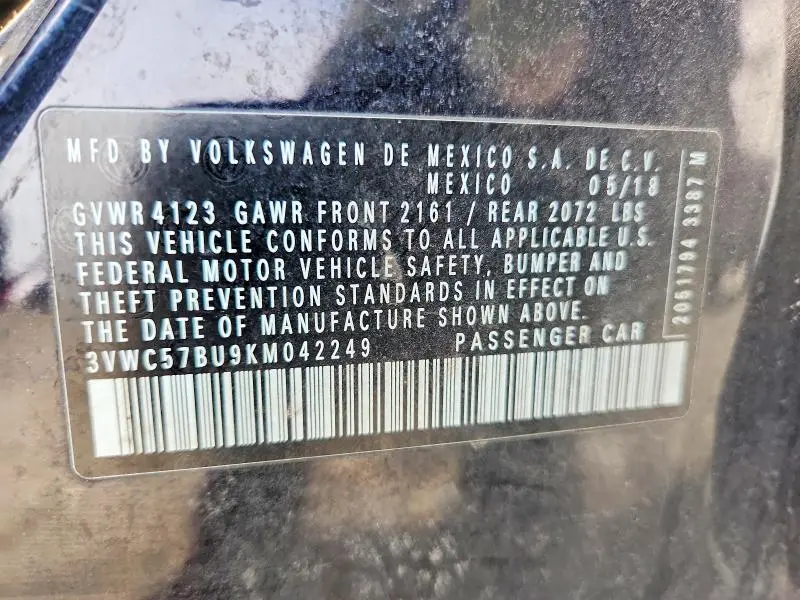 MFD BY VOLKSWAGEN DE MEXICO S.A. DE C.V.
MEXICO 05/18
GVWR 4123 GAWR FRONT 2161 / REAR 2072 LBS
THIS VEHICLE CONFORMS TO ALL APPLICABLE U.S.
FEDERAL MOTOR VEHICLE SAFETY, BUMPER AND
THEFT PREVENTION STANDARDS IN EFFECT ON
THE DATE OF MANUFACTURE SHOWN ABOVE.
3VWC57BU9KM042249 PASSENGER CAR
2051794 3387 M